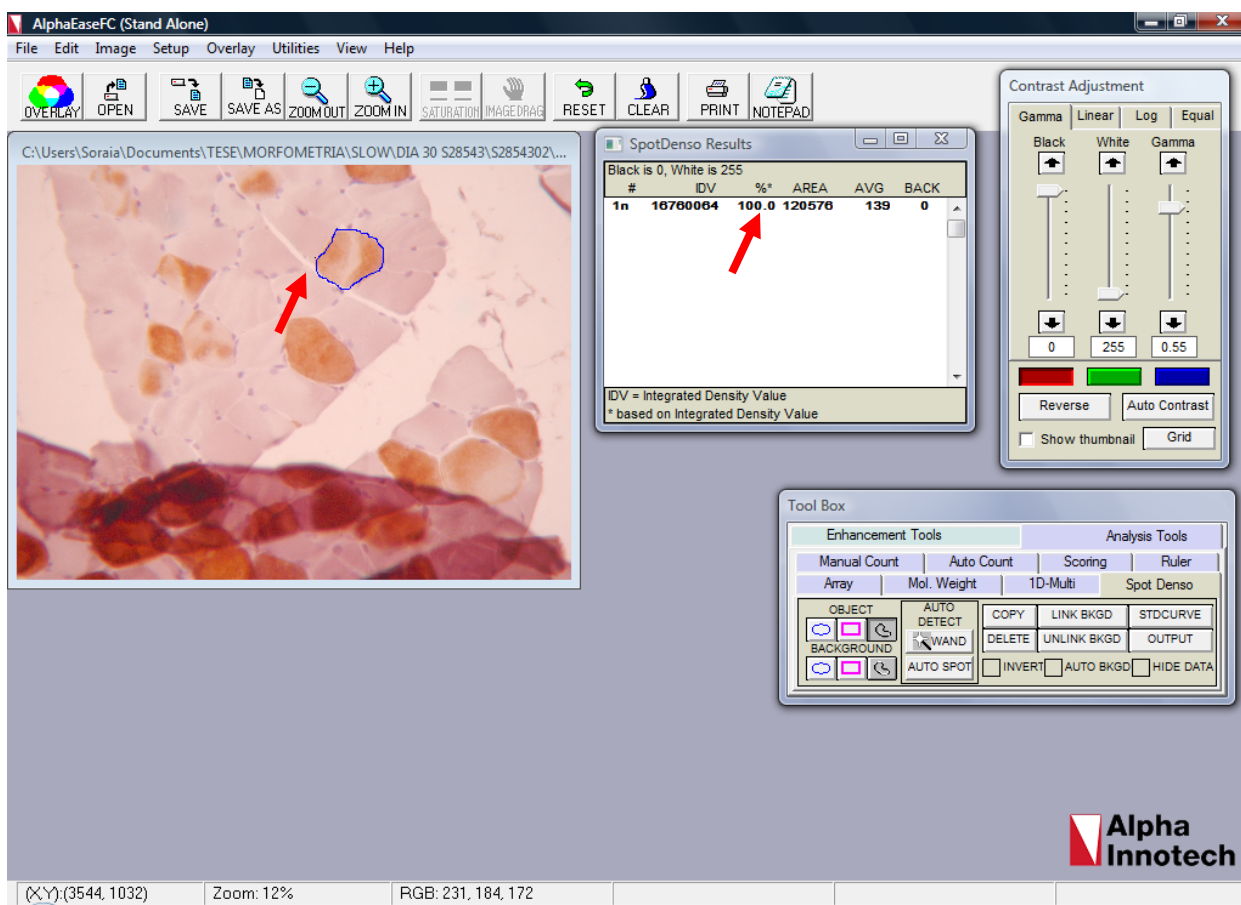 AlphaEaseFC (Stand Alone)
File Edit Image Setup Overlay Utilities View Help
OVERLAY OPEN SAVE SAVE AS ZOOM OUT ZOOM IN SATURATION IMAGEDRAG RESET CLEAR PRINT NOTEPAD
C:\Users\Soraia\Documents\TESE\MORFOMETRIA\SLOW\DIA 30 S28543\S2854302\...
SpotDenso Results
Black is 0, White is 255
# IDV %* AREA AVG BACK
1n 16760064 100.0 120576 139 0
IDV = Integrated Density Value
* based on Integrated Density Value
Contrast Adjustment
Gamma Linear Log Equal
Black White Gamma
0 255 0.55
Reverse Auto Contrast
Show thumbnail Grid
Tool Box
Enhancement Tools Analysis Tools
Manual Count Auto Count Scoring Ruler
Array Mol. Weight 1D-Multi Spot Denso
OBJECT AUTO DETECT COPY LINK BKGD STDCURVE
WAND DELETE UNLINK BKGD OUTPUT
BACKGROUND
AUTO SPOT INVERT AUTO BKGD HIDE DATA
Alpha
Innotech
(X,Y):(3544, 1032) Zoom: 12% RGB: 231, 184, 172